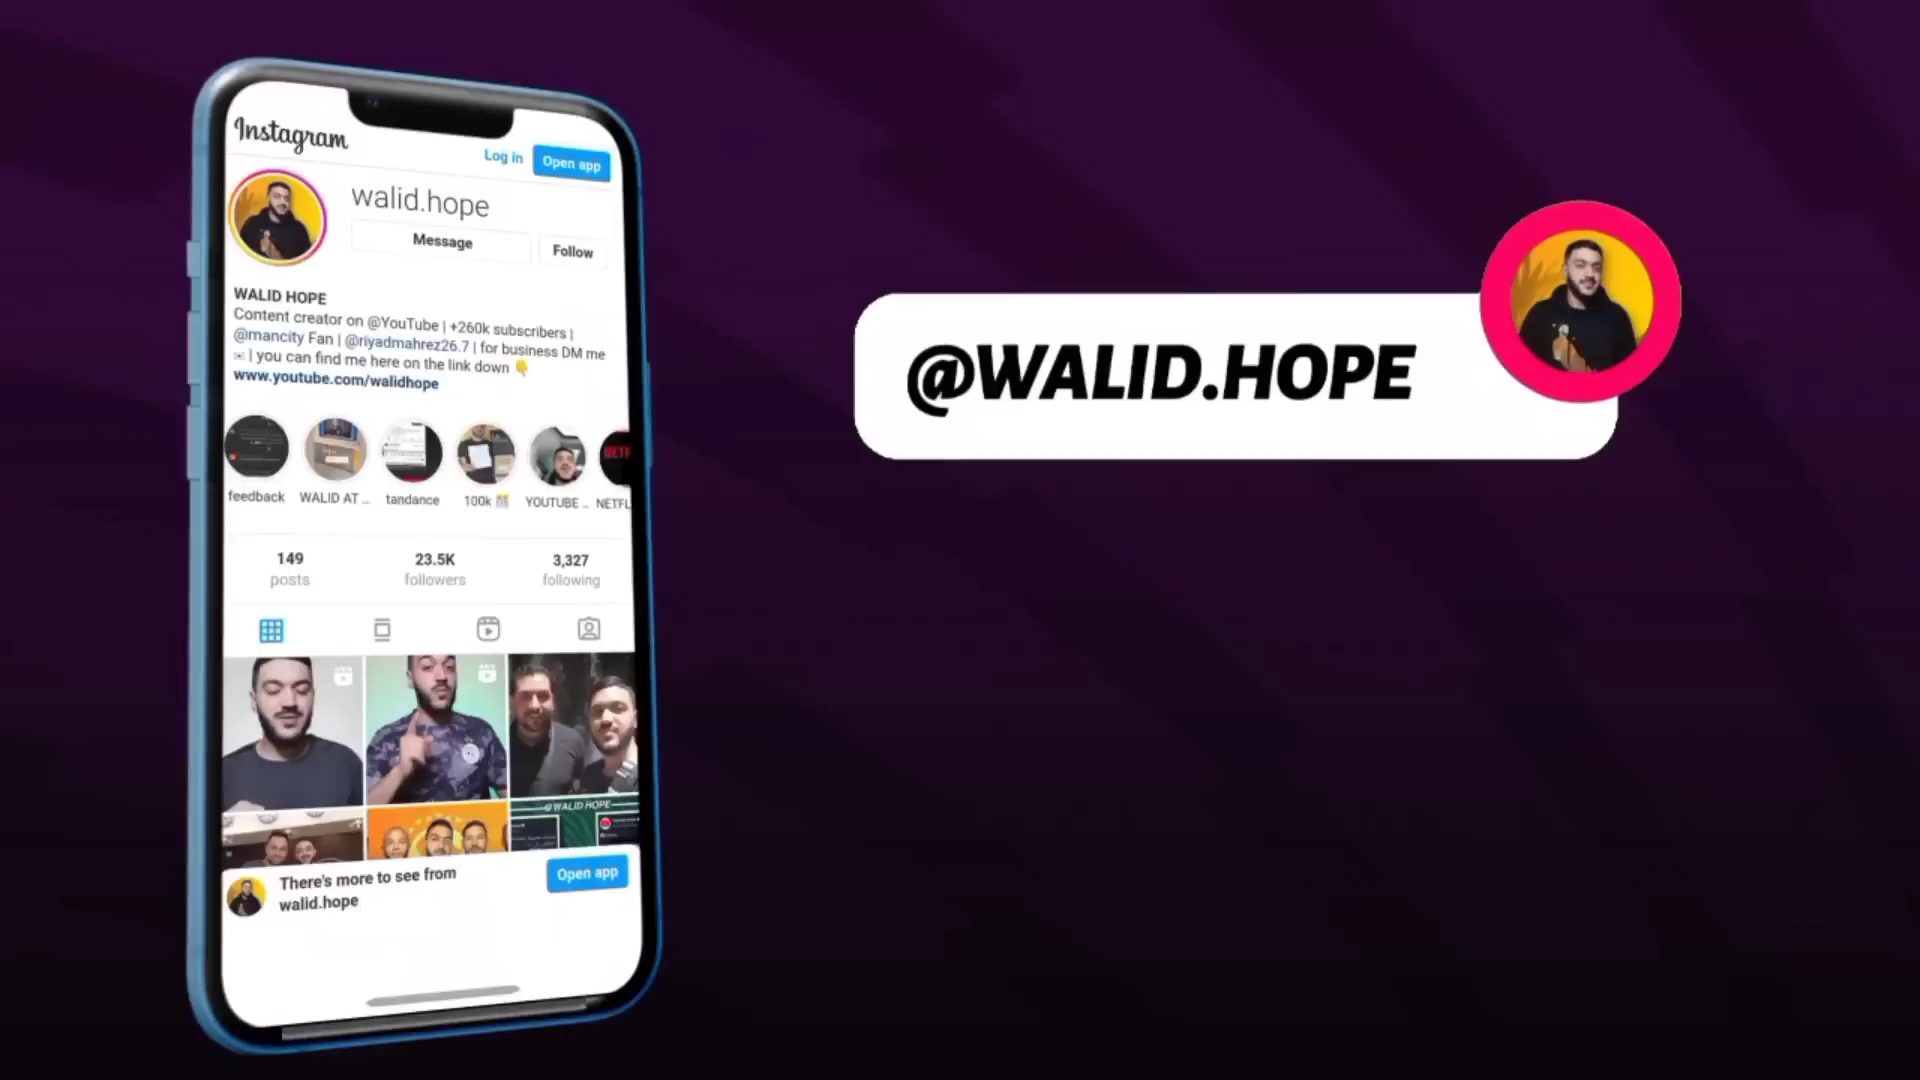 Instagram
Log in
Open app
walid.hope
Message
Follow
WALID HOPE
Content creator on @YouTube | +260k subscribers |
@mancity Fan | @riyadmahrez26.7 | for business DM me
✉️ | you can find me here on the link down 👇
www.youtube.com/walidhope
feedback
WALID AT ...
tandance
100k 🎊
YOUTUBE ...
NETFL
149
posts
23.5K
followers
3,327
following
@WALID HOPE
There's more to see from
walid.hope
Open app
@WALID.HOPE